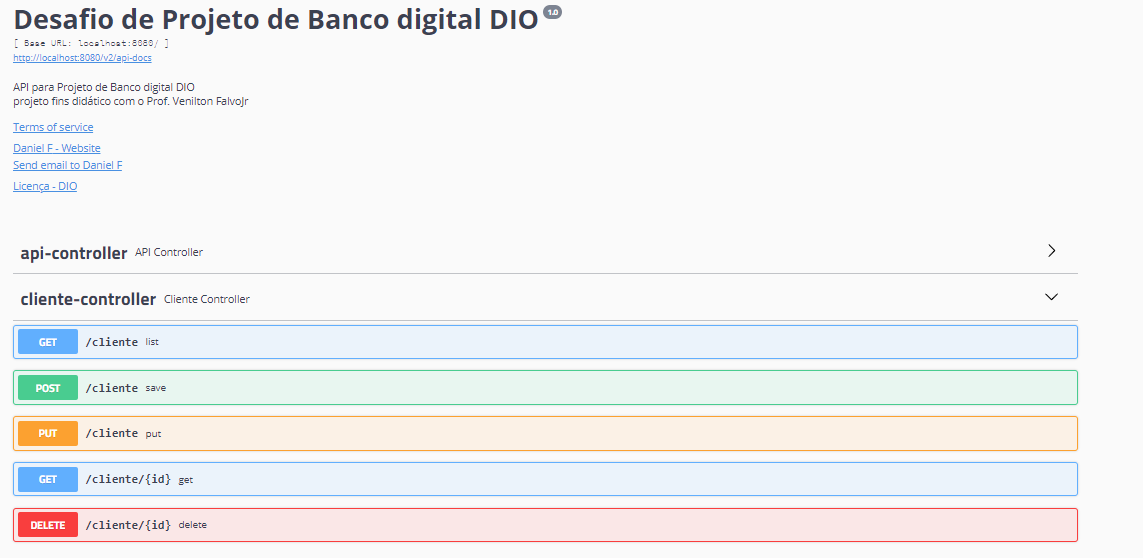 Desafio de Projeto de Banco digital DIO 1.0
[ Base URL: localhost:8080/ ]
http://localhost:8080/v2/api-docs
API para Projeto de Banco digital DIO
projeto fins didático com o Prof. Venilton FalvoJr
Terms of service
Daniel F - Website
Send email to Daniel F
Licença - DIO
api-controller API Controller
cliente-controller Cliente Controller
GET /cliente list
POST /cliente save
PUT /cliente put
GET /cliente/{id} get
DELETE /cliente/{id} delete